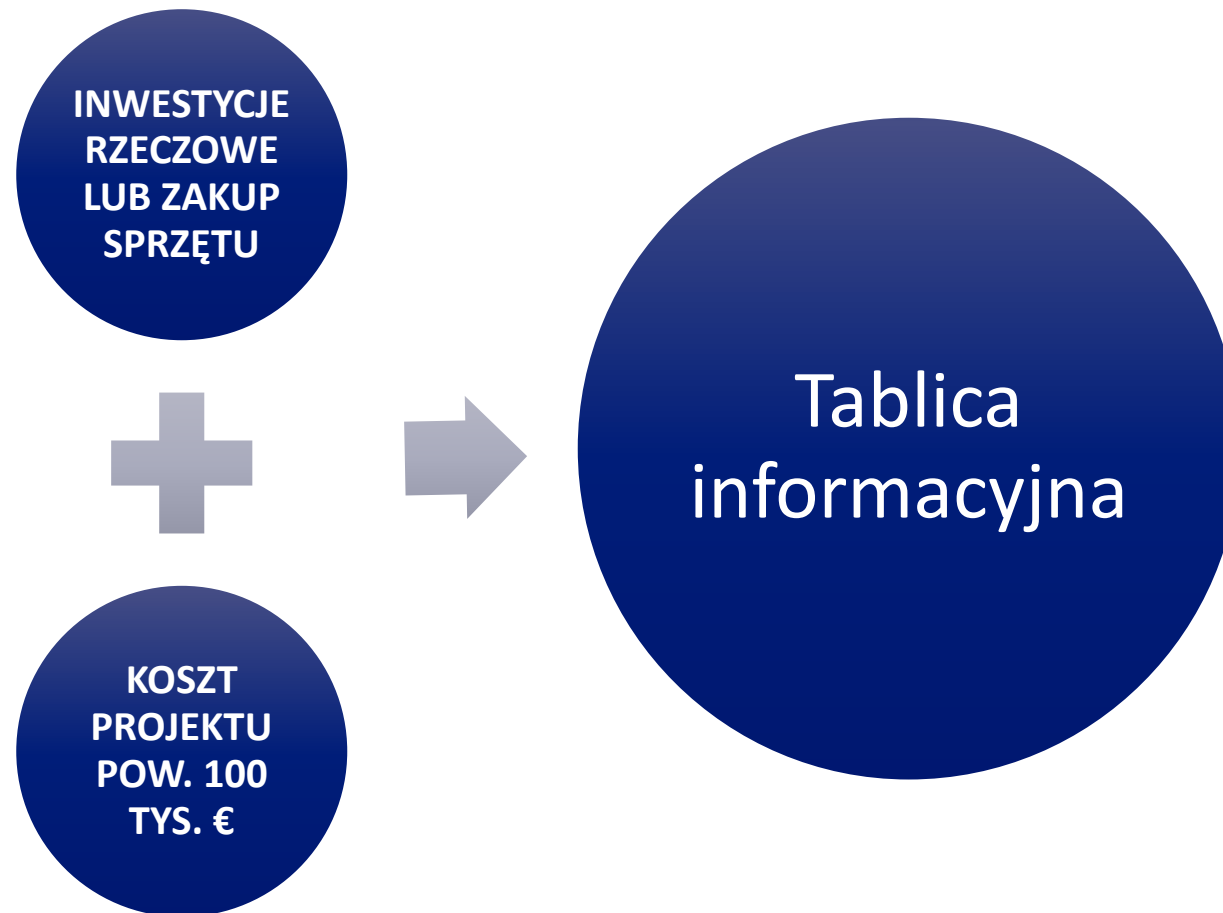 INWESTYCJE
RZECZOWE
LUB ZAKUP
SPRZĘTU
KOSZT
PROJEKTU
POW. 100
TYS. €
Tablica
informacyjna